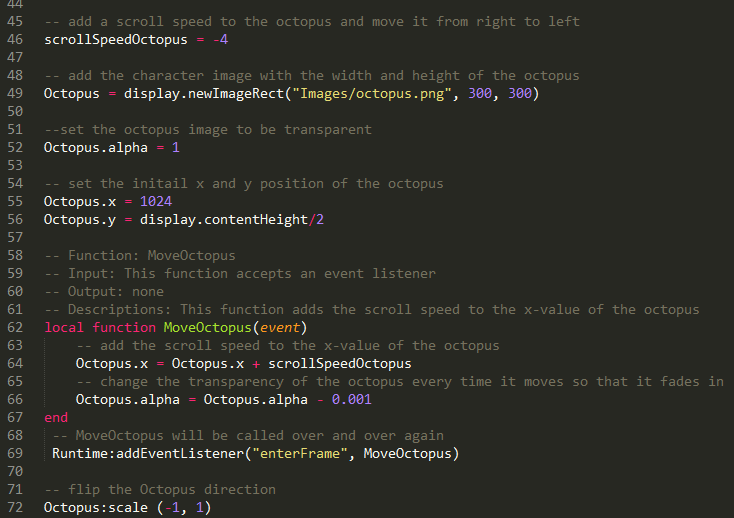 44
45 -- add a scroll speed to the octopus and move it from right to left
46 scrollSpeedOctopus = -4
47
48 -- add the character image with the width and height of the octopus
49 Octopus = display.newImageRect("Images/octopus.png", 300, 300)
50
51 --set the octopus image to be transparent
52 Octopus.alpha = 1
53
54 -- set the initail x and y position of the octopus
55 Octopus.x = 1024
56 Octopus.y = display.contentHeight/2
57
58 -- Function: MoveOctopus
59 -- Input: This function accepts an event listener
60 -- Output: none
61 -- Descriptions: This function adds the scroll speed to the x-value of the octopus
62 local function MoveOctopus(event)
63 -- add the scroll speed to the x-value of the octopus
64 Octopus.x = Octopus.x + scrollSpeedOctopus
65 -- change the transparency of the octopus every time it moves so that it fades in
66 Octopus.alpha = Octopus.alpha - 0.001
67 end
68 -- MoveOctopus will be called over and over again
69 Runtime:addEventListener("enterFrame", MoveOctopus)
70
71 -- flip the Octopus direction
72 Octopus:scale (-1, 1)